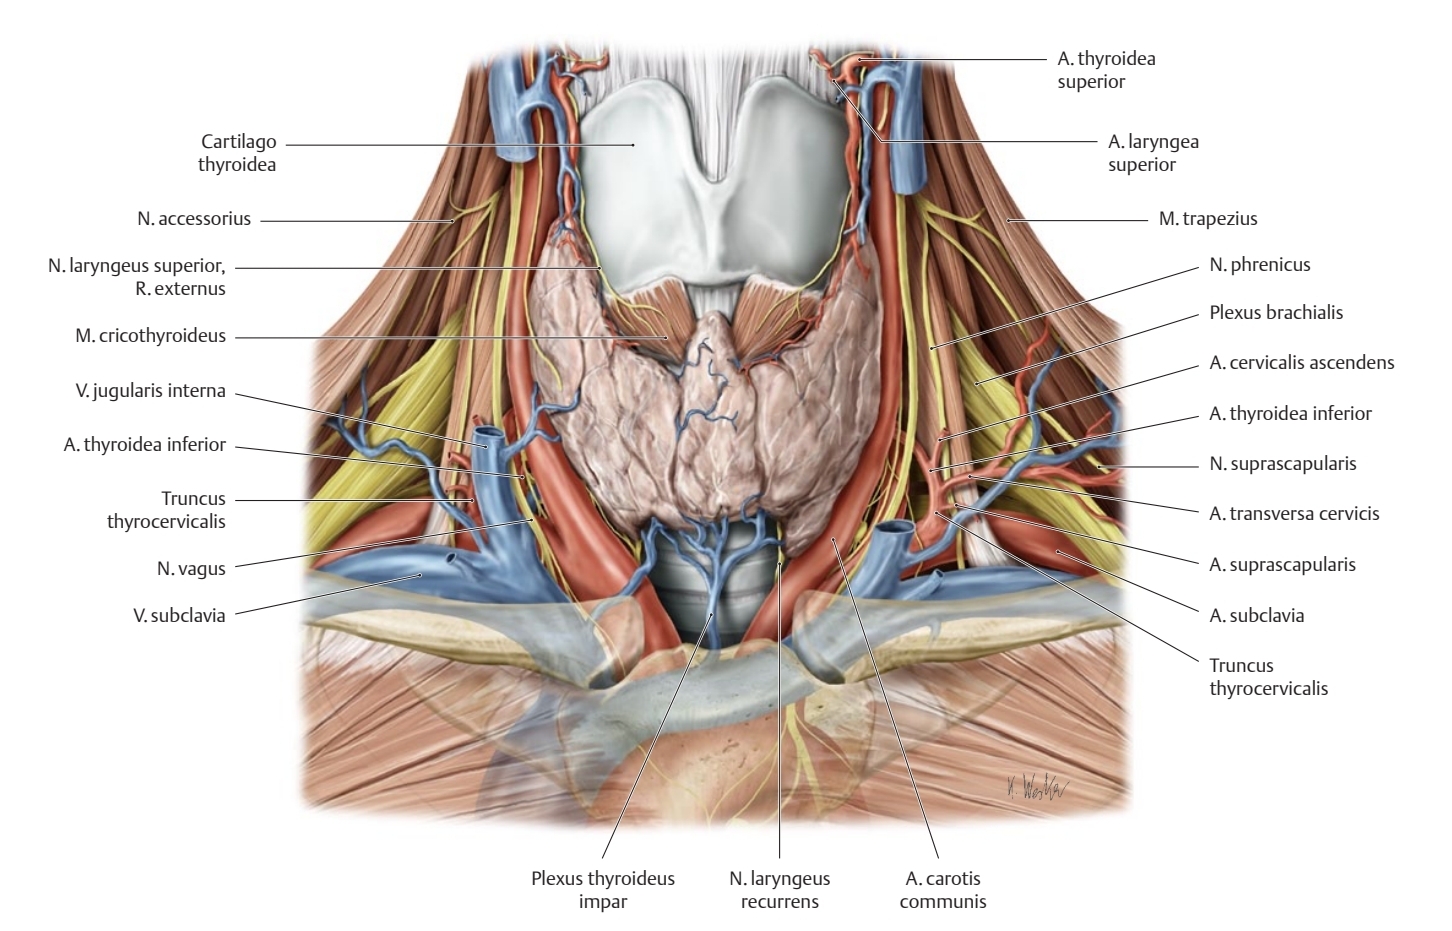 Cartilago
thyroidea
N. accessorius
N. laryngeus superior,
R. externus
M. cricothyroideus
V. jugularis interna
A. thyroidea inferior
Truncus
thyrocervicalis
N. vagus
V. subclavia
A. thyroidea
superior
A. laryngea
superior
M. trapezius
N. phrenicus
Plexus brachialis
A. cervicalis ascendens
A. thyroidea inferior
N. suprascapularis
A. transversa cervicis
A. suprascapularis
A. subclavia
Truncus
thyrocervicalis
K. Wesker
Plexus thyroideus
impar
N. laryngeus
recurrens
A. carotis
communis